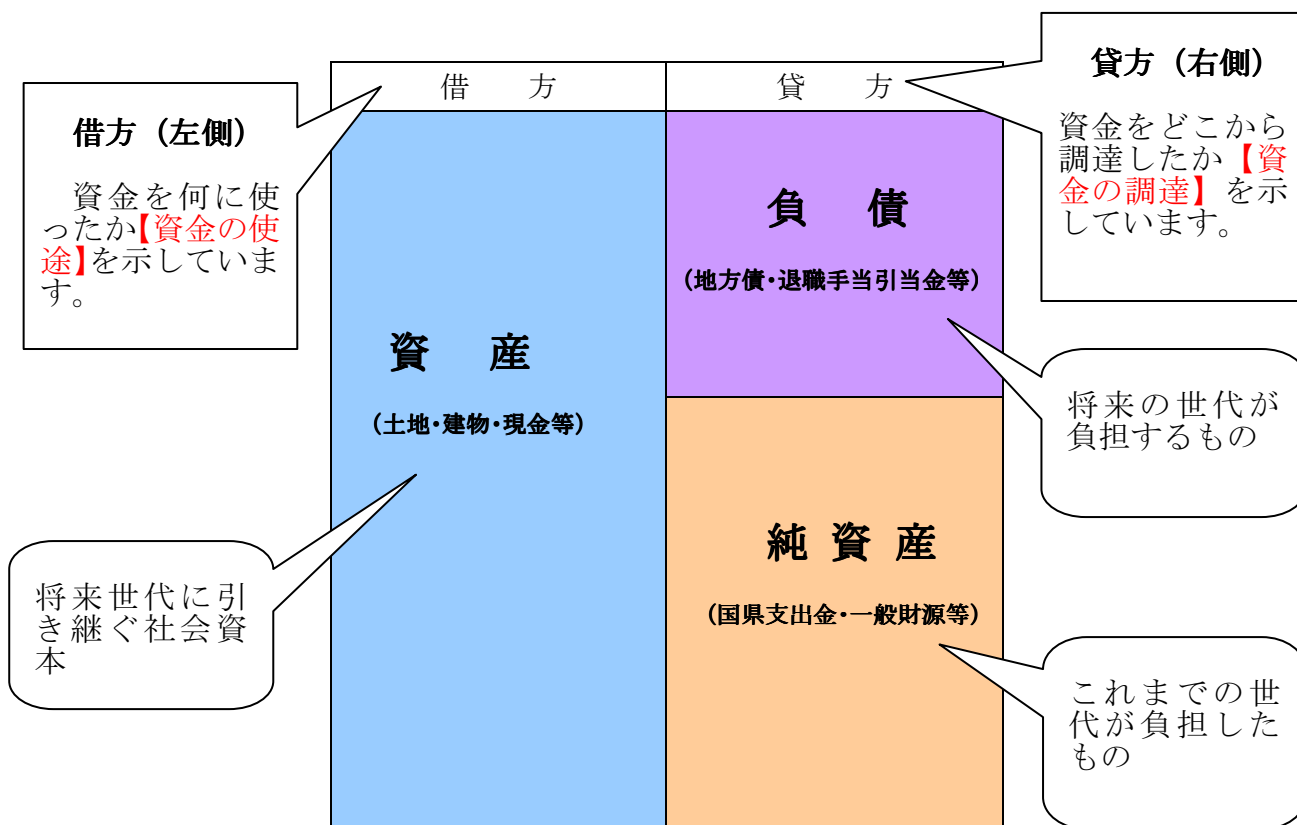 借方(左側)
資金を何に使
ったか【資金の使
途】を示していま
す。
借方
貸方
貸方(右側)
資金をどこから
調達したか【資
金の調達】を示
しています。
資産
(土地・建物・現金等)
負債
(地方債・退職手当引当金等)
将来の世代が
負担するもの
純資産
(国県支出金・一般財源等)
将来世代に引
き継ぐ社会資
本
これまでの世
代が負担した
もの